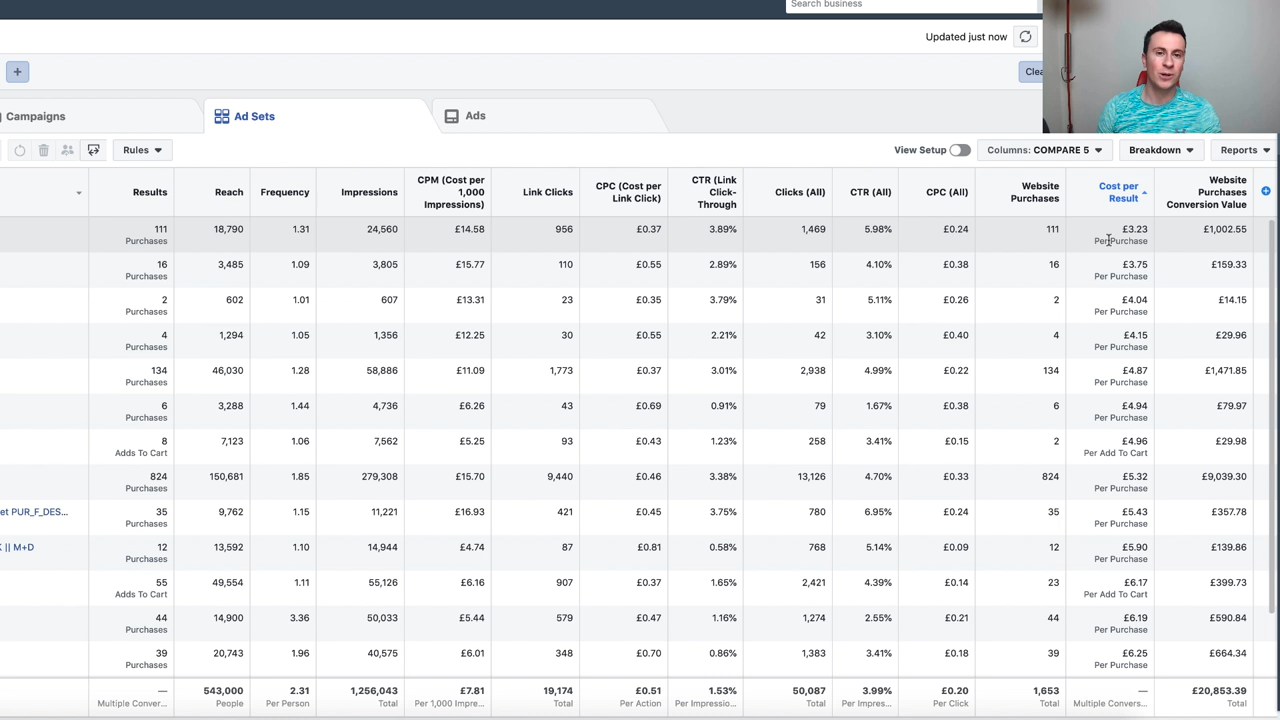 Search business
Updated just now
+
Clea
Campaigns
Ad Sets
Ads
Rules
View Setup
Columns: COMPARE 5
Breakdown
Reports
Results
Reach
Frequency
Impressions
CPM (Cost per 1,000 Impressions)
Link Clicks
CPC (Cost per Link Click)
CTR (Link Click-Through
Clicks (All)
CTR (All)
CPC (All)
Website Purchases
Cost per Result
Website Purchases Conversion Value
111 18,790 1.31 24,560 £14.58 956 £0.37 3.89% 1,469 5.98% £0.24 111 £3.23 £1,002.55
Purchases Per Purchase
16 3,485 1.09 3,805 £15.77 110 £0.55 2.89% 156 4.10% £0.38 16 £3.75 £159.33
Purchases Per Purchase
2 602 1.01 607 £13.31 23 £0.35 3.79% 31 5.11% £0.26 2 £4.04 £14.15
Purchases Per Purchase
4 1,294 1.05 1,356 £12.25 30 £0.55 2.21% 42 3.10% £0.40 4 £4.15 £29.96
Purchases Per Purchase
134 46,030 1.28 58,886 £11.09 1,773 £0.37 3.01% 2,938 4.99% £0.22 134 £4.87 £1,471.85
Purchases Per Purchase
6 3,288 1.44 4,736 £6.26 43 £0.69 0.91% 79 1.67% £0.38 6 £4.94 £79.97
Purchases Per Purchase
8 7,123 1.06 7,562 £5.25 93 £0.43 1.23% 258 3.41% £0.15 2 £4.96 £29.98
Adds To Cart Per Add To Cart
824 150,681 1.85 279,308 £15.70 9,440 £0.46 3.38% 13,126 4.70% £0.33 824 £5.32 £9,039.30
Purchases Per Purchase
et PUR_F_DES... 35 9,762 1.15 11,221 £16.93 421 £0.45 3.75% 780 6.95% £0.24 35 £5.43 £357.78
Purchases Per Purchase
|| M+D 12 13,592 1.10 14,944 £4.74 87 £0.81 0.58% 768 5.14% £0.09 12 £5.90 £139.86
Purchases Per Purchase
55 49,554 1.11 55,126 £6.16 907 £0.37 1.65% 2,421 4.39% £0.14 23 £6.17 £399.73
Adds To Cart Per Add To Cart
44 14,900 3.36 50,033 £5.44 579 £0.47 1.16% 1,274 2.55% £0.21 44 £6.19 £590.84
Purchases Per Purchase
39 20,743 1.96 40,575 £6.01 348 £0.70 0.86% 1,383 3.41% £0.18 39 £6.25 £664.34
Purchases Per Purchase
— 543,000 2.31 1,256,043 £7.81 19,174 £0.51 1.53% 50,087 3.99% £0.20 1,653 — £20,853.39
Multiple Conver... People Per Person Total Per 1,000 Impre... Total Per Action Per Impressio... Total Per Impres... Per Click Total Multiple Convers... Total